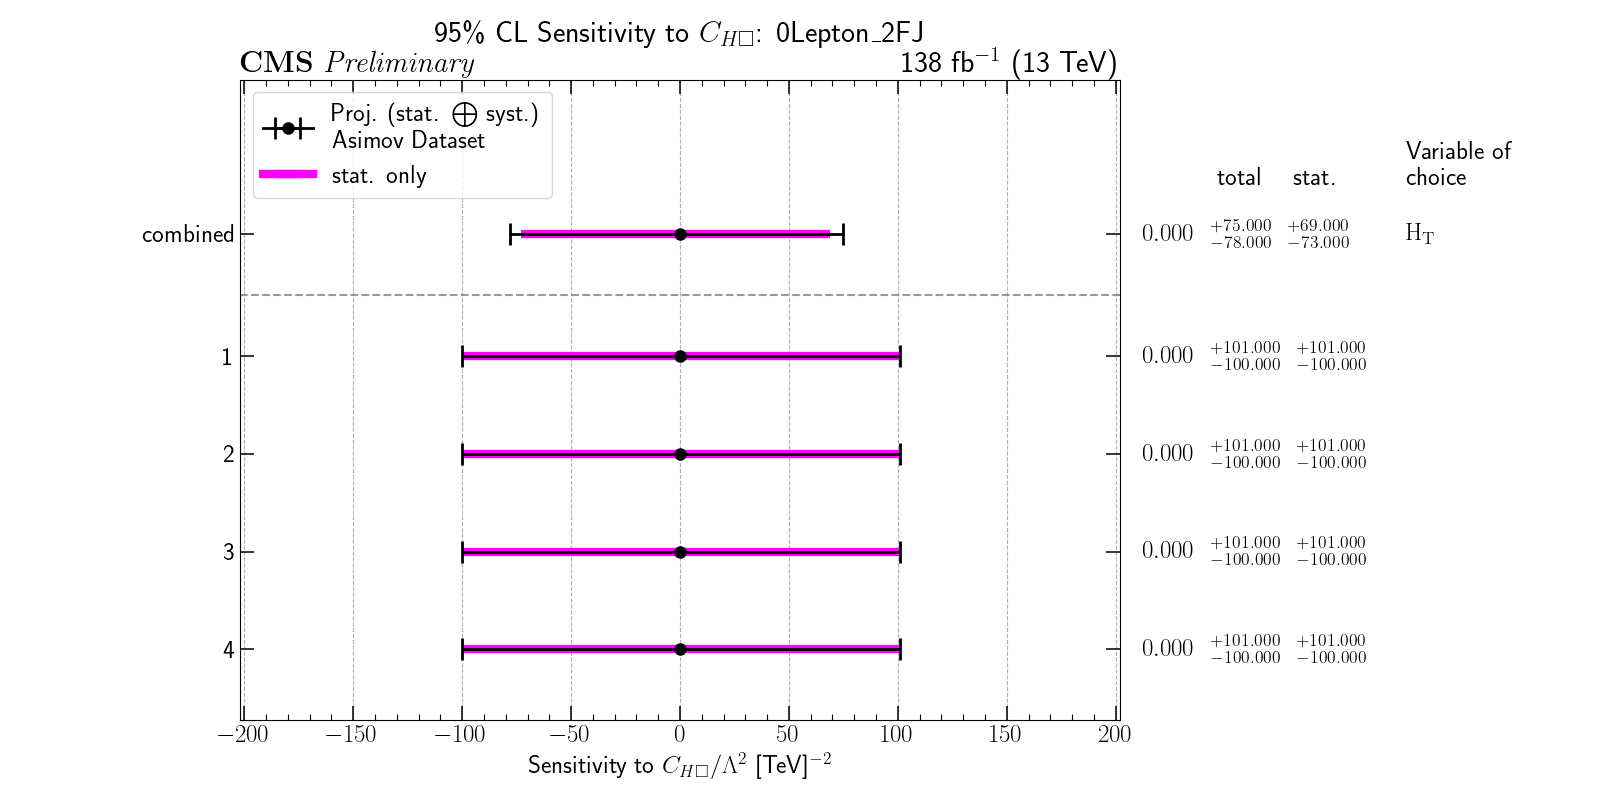 95% CL Sensitivity to C_{H□}: 0Lepton_2FJ
CMS Preliminary 138 fb⁻¹ (13 TeV)
Proj. (stat. ⨁ syst.)
Asimov Dataset
stat. only
Variable of
choice
total stat.
combined 0.000 +75.000 −78.000 +69.000 −73.000 H_T
1 0.000 +101.000 −100.000 +101.000 −100.000
2 0.000 +101.000 −100.000 +101.000 −100.000
3 0.000 +101.000 −100.000 +101.000 −100.000
4 0.000 +101.000 −100.000 +101.000 −100.000
−200 −150 −100 −50 0 50 100 150 200
Sensitivity to C_{H□}/Λ² [TeV]⁻²